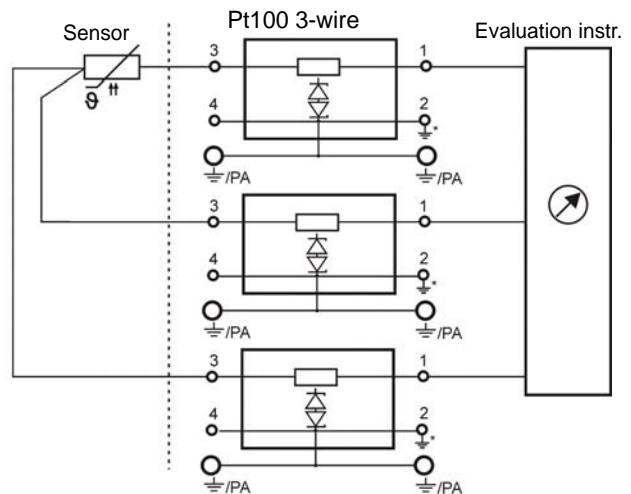 Pt100 3-wire
Sensor
Evaluation instr.
3 1
4 2
*
/PA /PA
3 1
4 2
*
/PA /PA
3 1
4 2
*
/PA /PA
ϑ